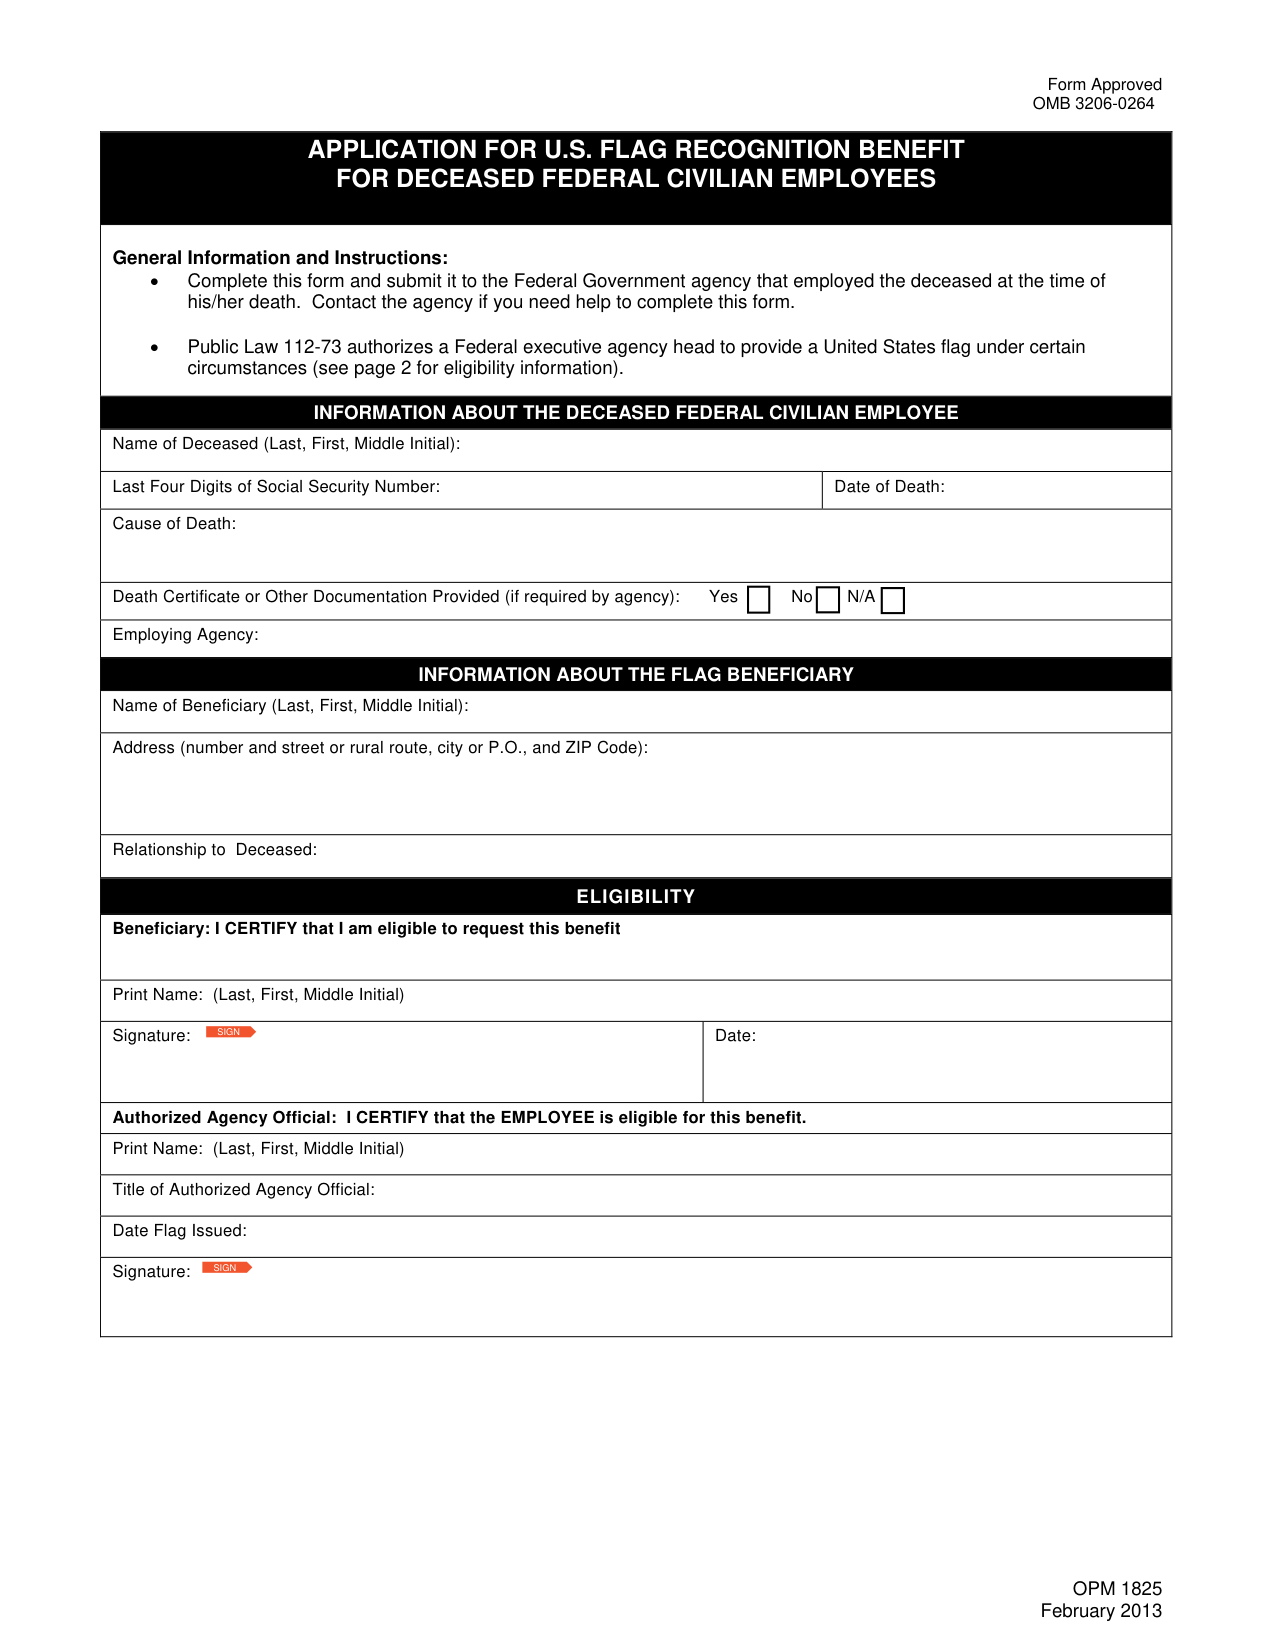 Form Approved
OMB 3206-0264
APPLICATION FOR U.S. FLAG RECOGNITION BENEFIT
FOR DECEASED FEDERAL CIVILIAN EMPLOYEES
General Information and Instructions:
• Complete this form and submit it to the Federal Government agency that employed the deceased at the time of
his/her death.  Contact the agency if you need help to complete this form.
• Public Law 112-73 authorizes a Federal executive agency head to provide a United States flag under certain
circumstances (see page 2 for eligibility information).
INFORMATION ABOUT THE DECEASED FEDERAL CIVILIAN EMPLOYEE
Name of Deceased (Last, First, Middle Initial):
Last Four Digits of Social Security Number: Date of Death:
Cause of Death:
Death Certificate or Other Documentation Provided (if required by agency): Yes No N/A
Employing Agency:
INFORMATION ABOUT THE FLAG BENEFICIARY
Name of Beneficiary (Last, First, Middle Initial):
Address (number and street or rural route, city or P.O., and ZIP Code):
Relationship to  Deceased:
ELIGIBILITY
Beneficiary: I CERTIFY that I am eligible to request this benefit
Print Name:  (Last, First, Middle Initial)
Signature: SIGN Date:
Authorized Agency Official:  I CERTIFY that the EMPLOYEE is eligible for this benefit.
Print Name:  (Last, First, Middle Initial)
Title of Authorized Agency Official:
Date Flag Issued:
Signature: SIGN
OPM 1825
February 2013